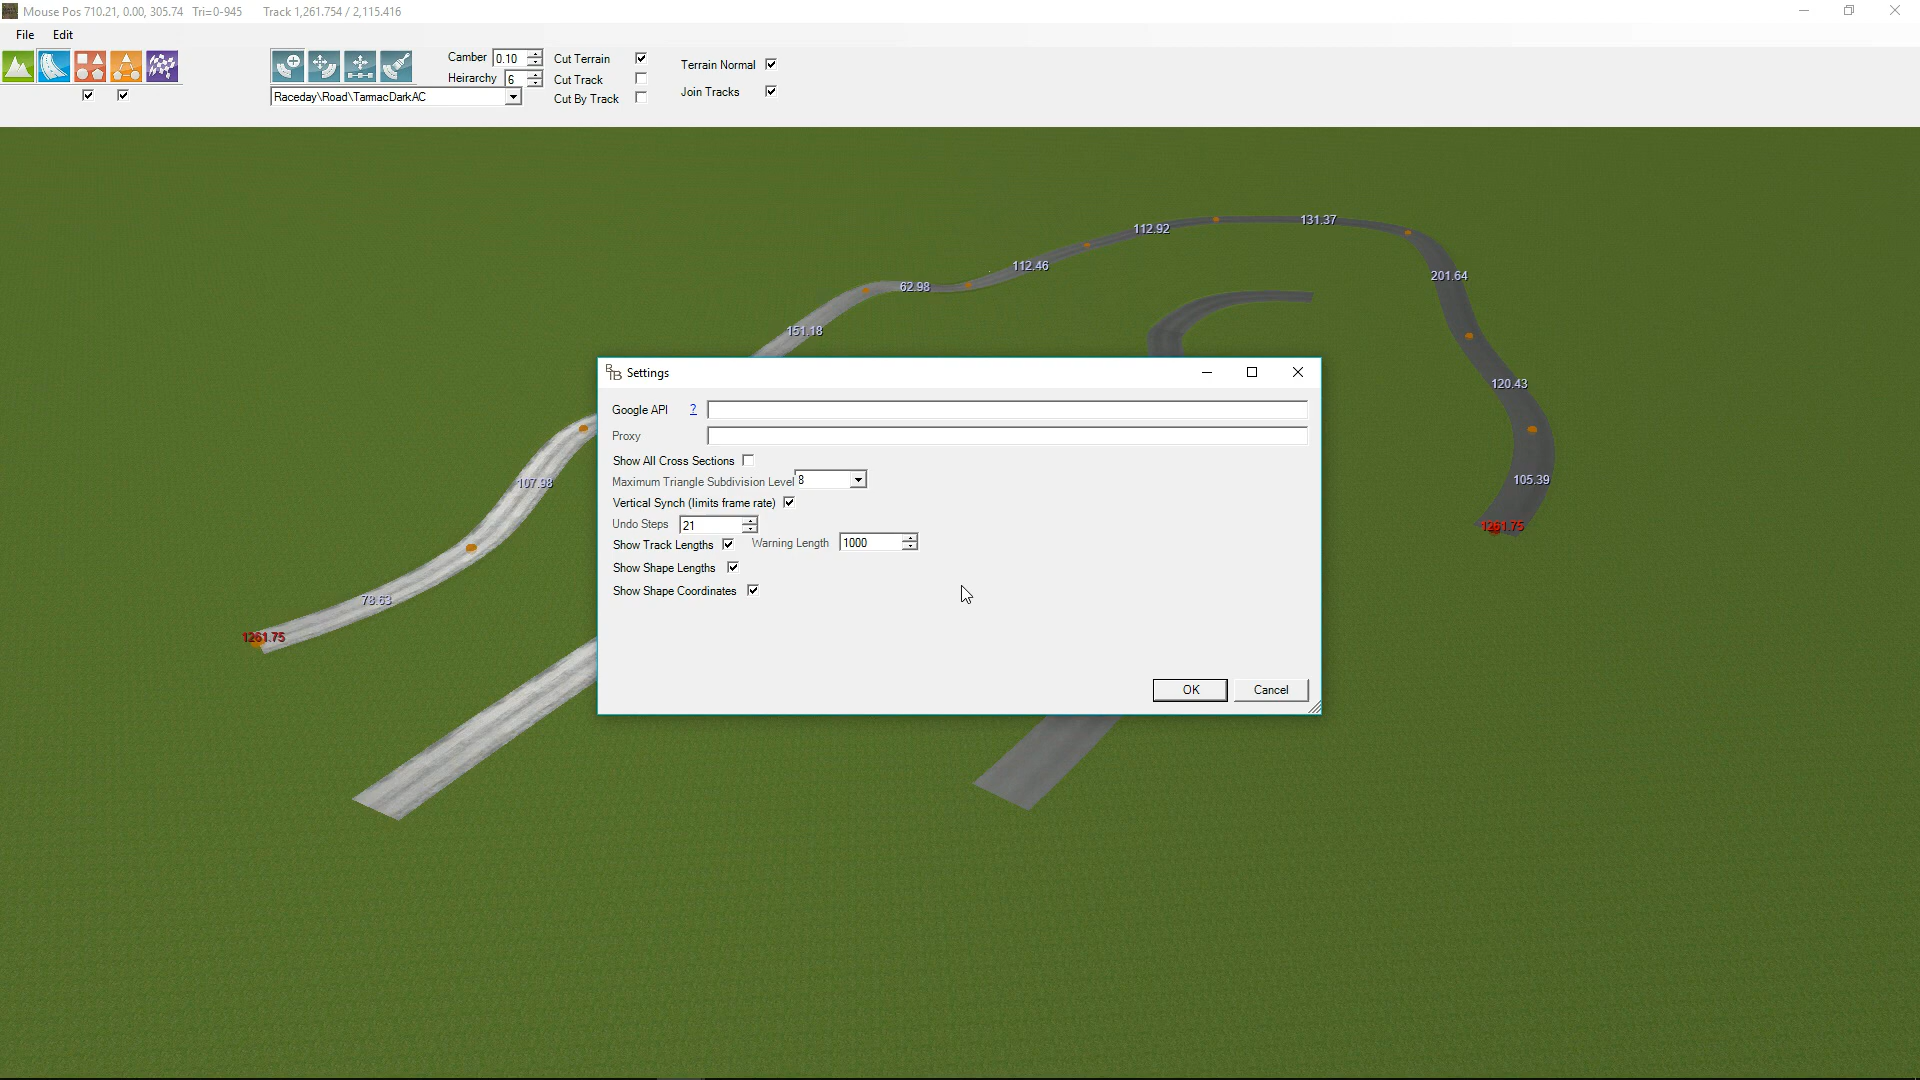 Mouse Pos 710.21, 0.00, 305.74 Tri=0-945 Track 1,261.754 / 2,115.416
File Edit
Camber 0.10 Cut Terrain
Heirarchy 6 Cut Track
Raceday\Road\TarmacDarkAC Cut By Track
Terrain Normal
Join Tracks
131.37
112.92
112.46
201.64
62.98
151.18
BTB Settings
Google API ?
Proxy
Show All Cross Sections
Maximum Triangle Subdivision Level 8
Vertical Synch (limits frame rate)
Undo Steps 21
Show Track Lengths Warning Length 1000
Show Shape Lengths
Show Shape Coordinates
OK Cancel
120.43
107.98
105.39
1261.75
78.63
1261.75